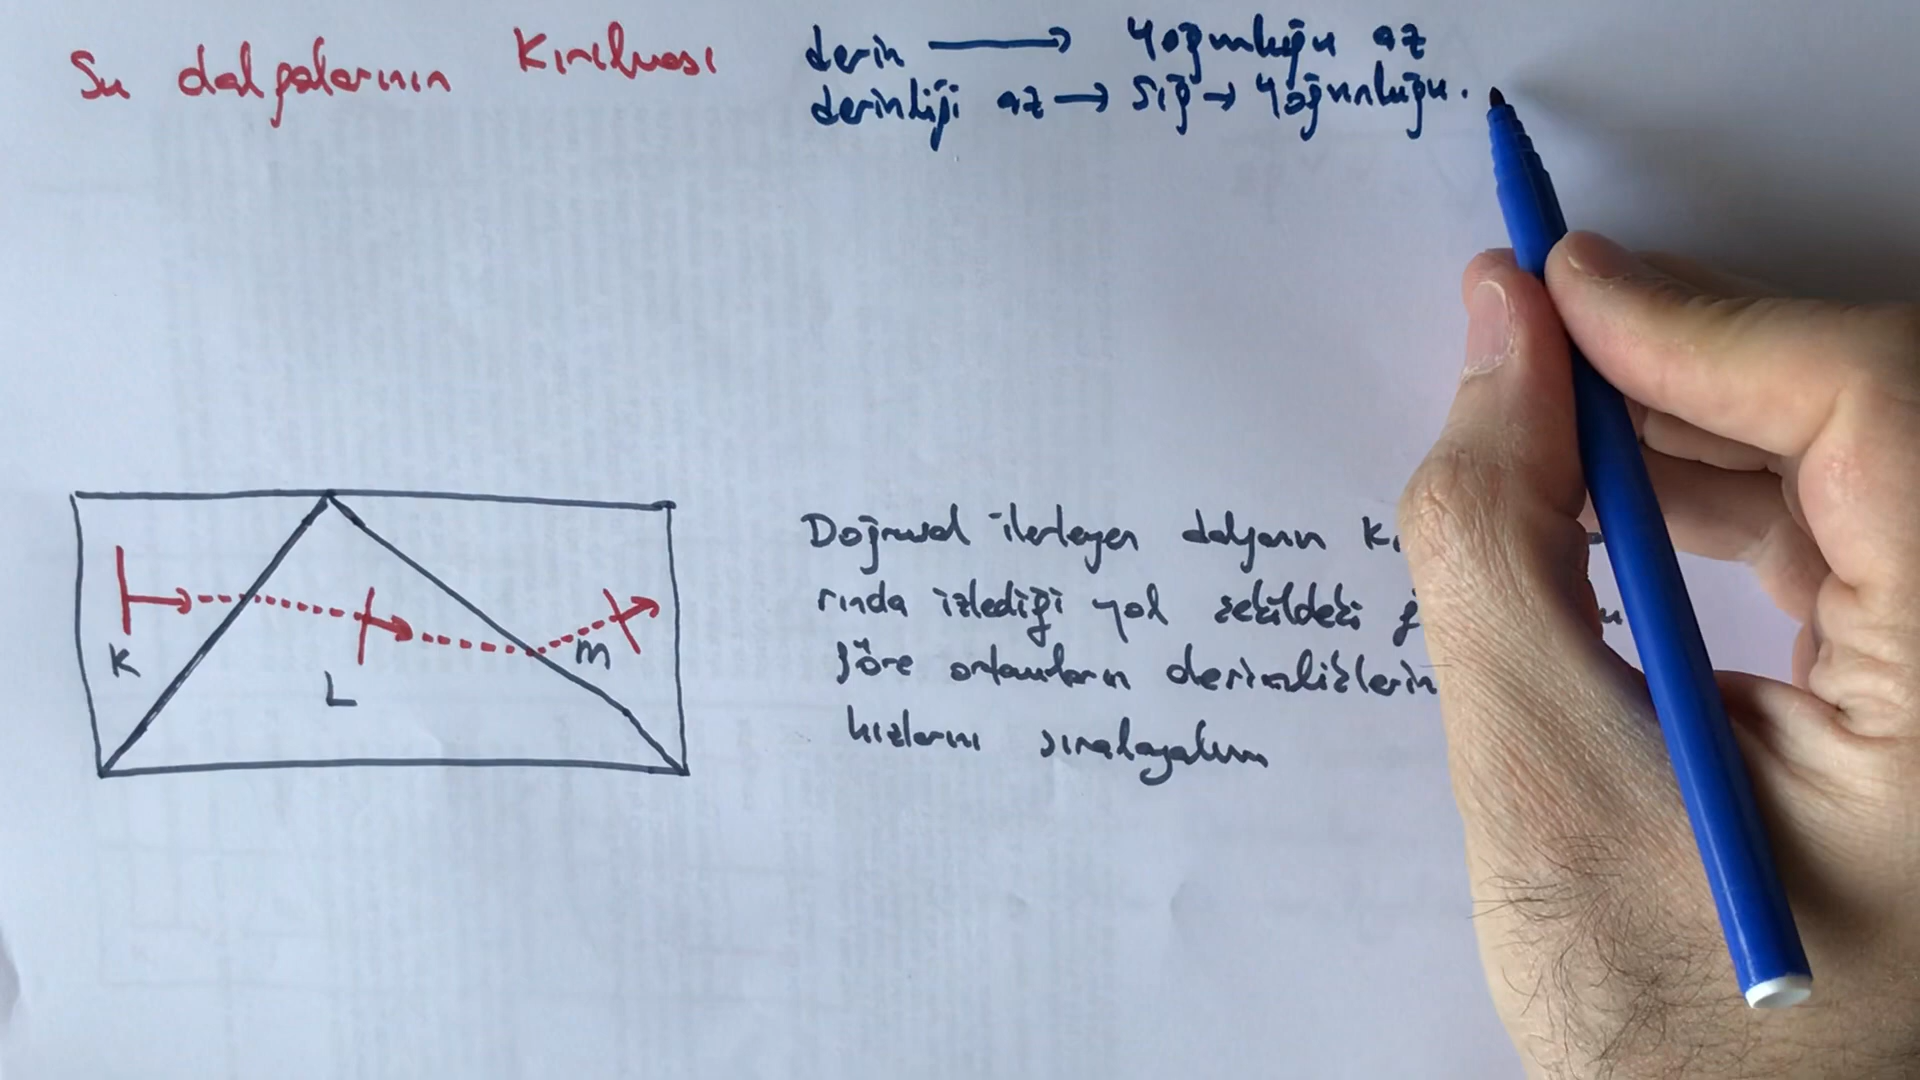 Su dalgalarının Kırılması
derin → Yoğunluğu az
derinliği az → Sığ → Yoğunluğu.
K
L
m
Doğrusal ilerleyen dalganın
rında izlediği yol şekildeki
göre ortamların derinliklerin
hızlarını sıralayalım